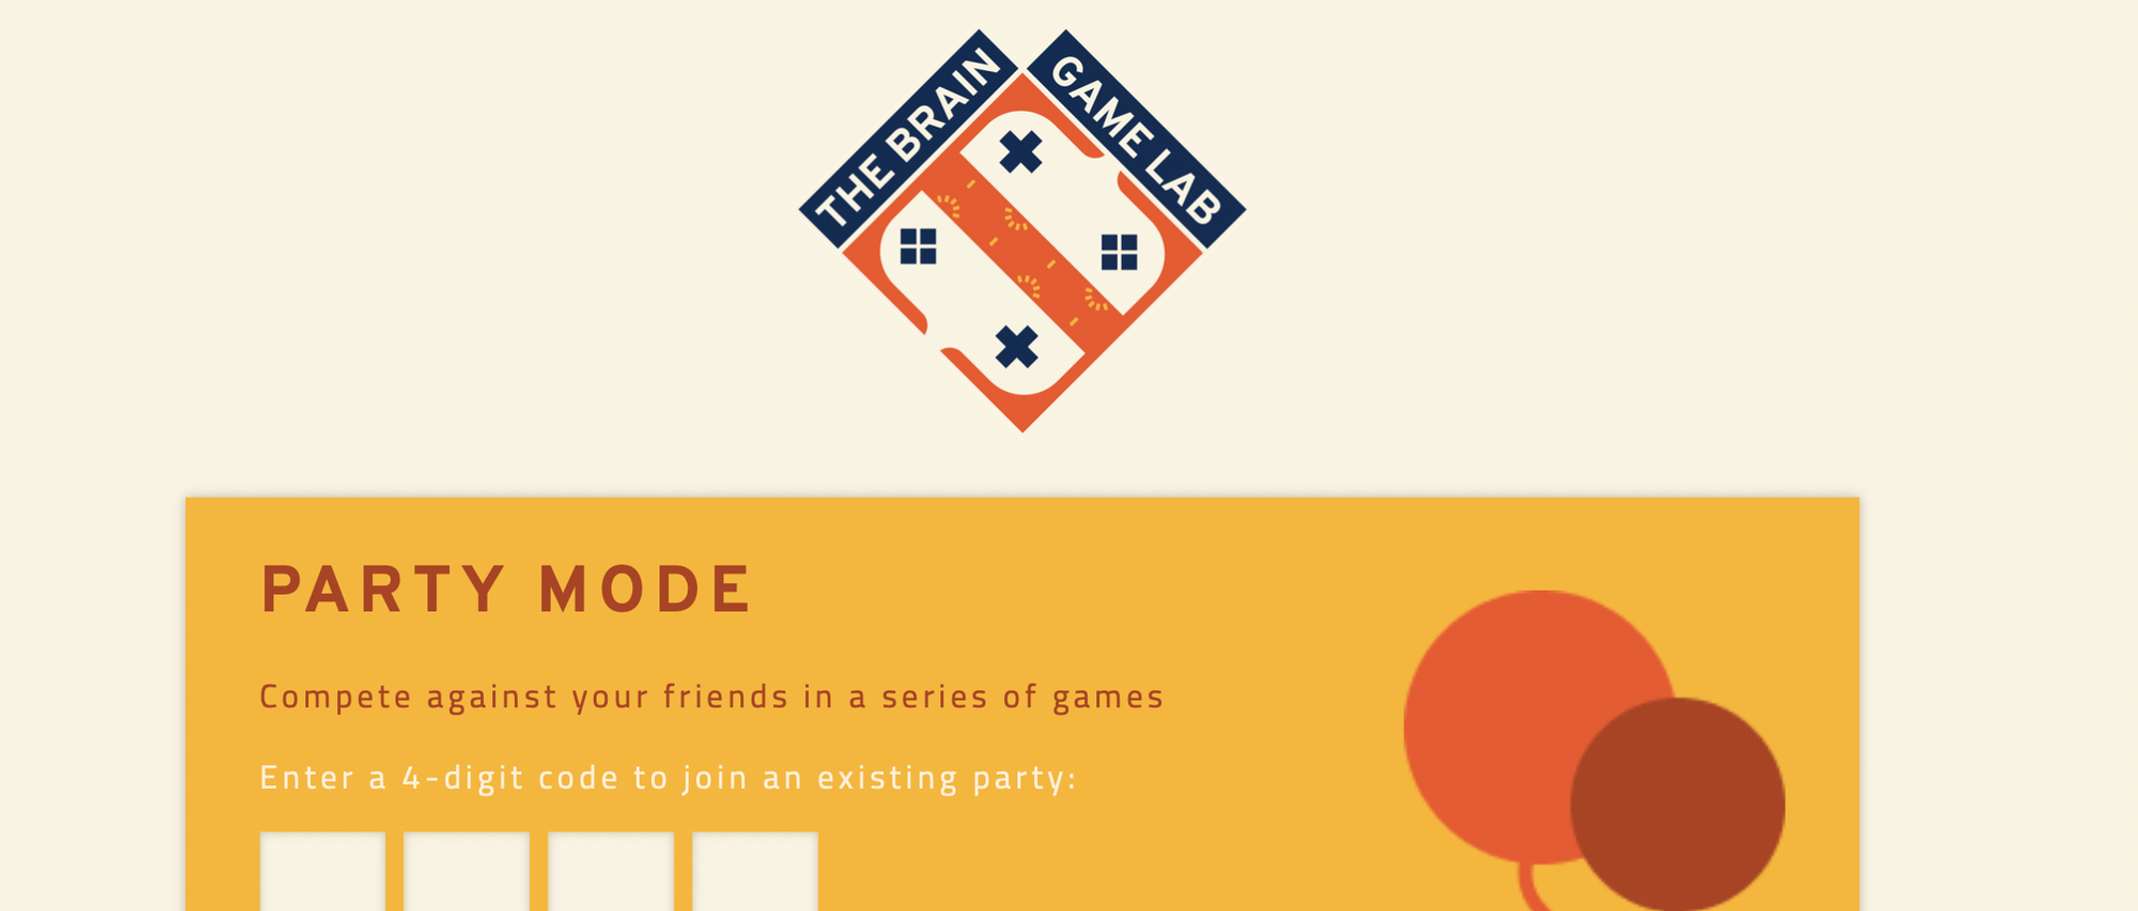 THE BRAIN
GAME LAB
PARTY MODE
Compete against your friends in a series of games
Enter a 4-digit code to join an existing party: